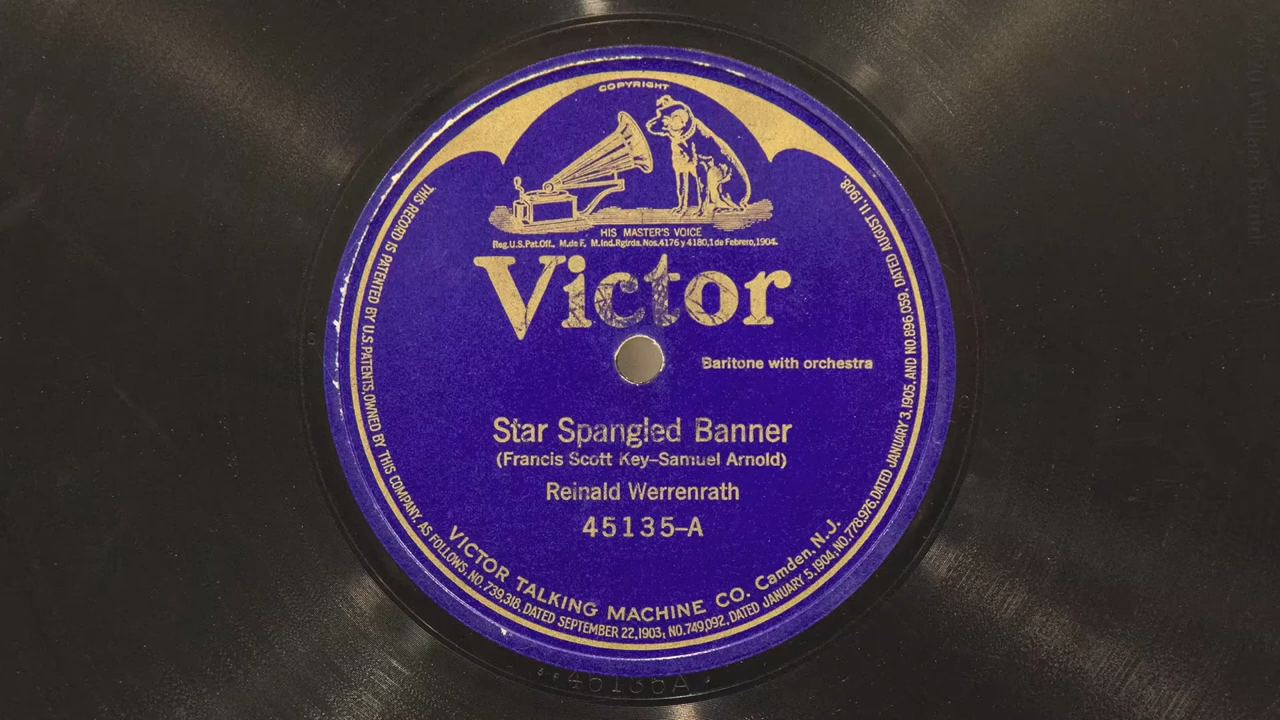 COPYRIGHT
HIS MASTER'S VOICE
Reg.U.S.Pat.Off., M.de F. M.Ind.Rgirda.Nos.4176 y 4180,1 de Febrero,1904.
Victor
Baritone with orchestra
Star Spangled Banner
(Francis Scott Key–Samuel Arnold)
Reinald Werrenrath
45135–A
VICTOR TALKING MACHINE CO. Camden, N.J.
THIS RECORD IS PATENTED BY U.S. PATENTS, OWNED BY THIS COMPANY, AS FOLLOWS, NO. 739,318, DATED SEPTEMBER 22, 1903; NO. 749,092, DATED JANUARY 5, 1904; NO. 778,976, DATED JANUARY 3, 1905, AND NO. 896,059, DATED AUGUST 11, 1908.
45135A